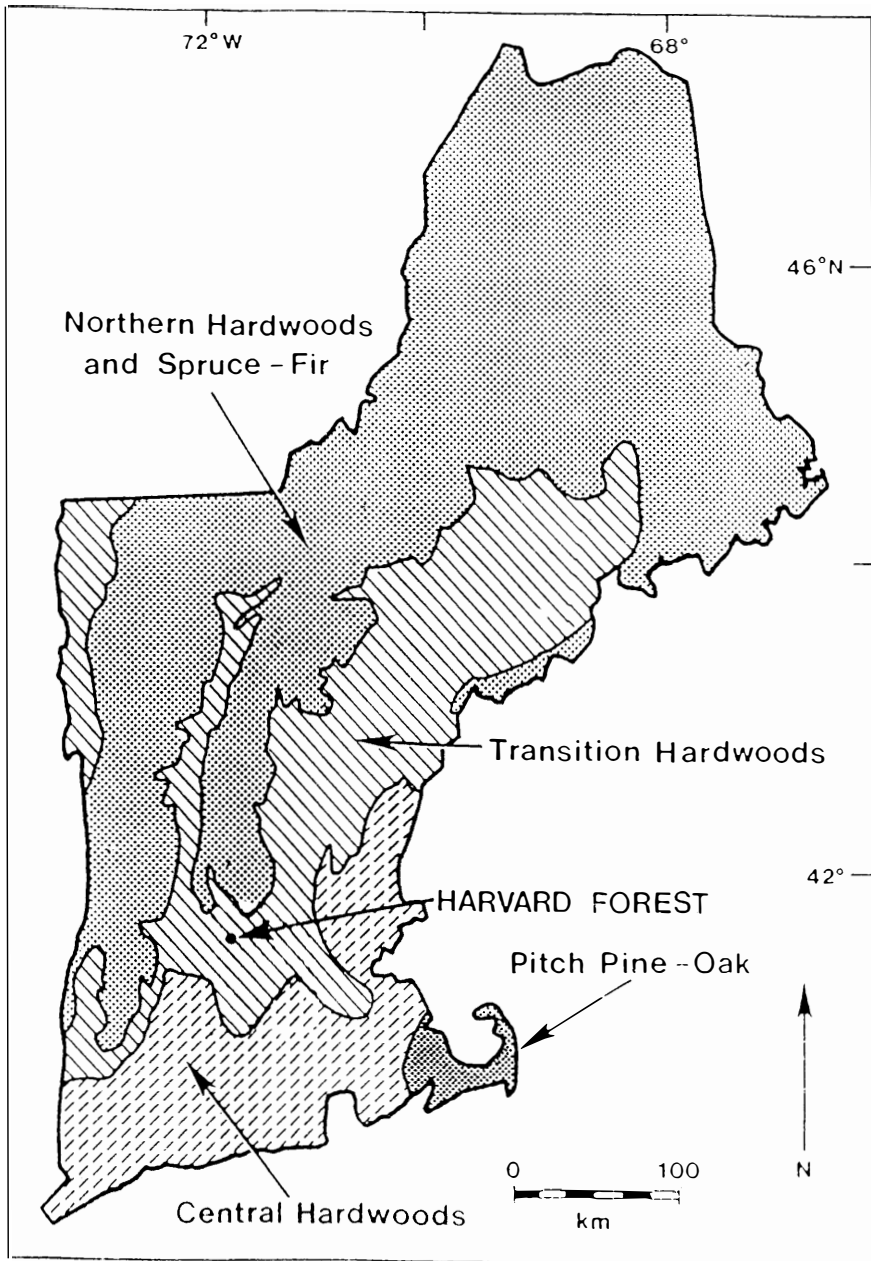 72°W
68°
46°N
Northern Hardwoods
and Spruce-Fir
Transition Hardwoods
42°
HARVARD FOREST
Pitch Pine--Oak
N
0 100
km
Central Hardwoods